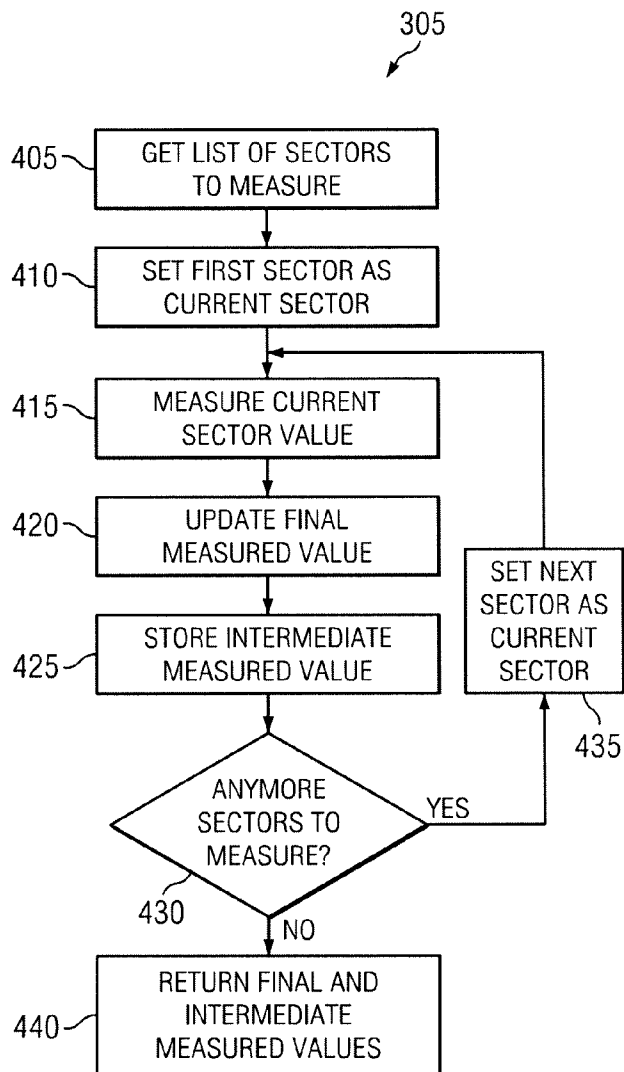 305
405
GET LIST OF SECTORS
TO MEASURE
410
SET FIRST SECTOR AS
CURRENT SECTOR
415
MEASURE CURRENT
SECTOR VALUE
420
UPDATE FINAL
MEASURED VALUE
425
STORE INTERMEDIATE
MEASURED VALUE
SET NEXT
SECTOR AS
CURRENT
SECTOR
435
ANYMORE
SECTORS TO
MEASURE?
YES
430
NO
440
RETURN FINAL AND
INTERMEDIATE
MEASURED VALUES